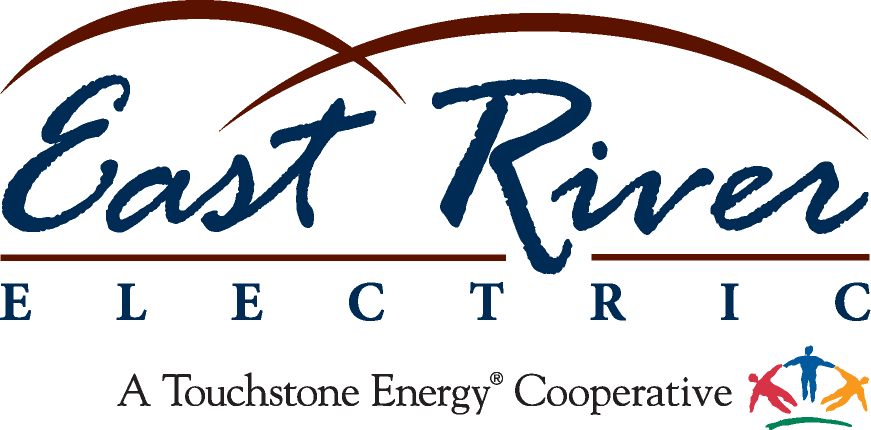 East River
ELECTRIC
A Touchstone Energy® Cooperative